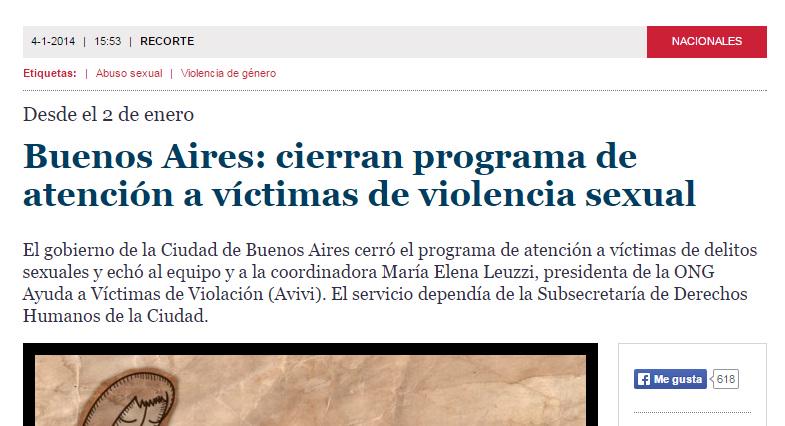 4-1-2014 | 15:53 | RECORTE
NACIONALES
Etiquetas: | Abuso sexual | Violencia de género
Desde el 2 de enero
Buenos Aires: cierran programa de
atención a víctimas de violencia sexual
El gobierno de la Ciudad de Buenos Aires cerró el programa de atención a víctimas de delitos
sexuales y echó al equipo y a la coordinadora María Elena Leuzzi, presidenta de la ONG
Ayuda a Víctimas de Violación (Avivi). El servicio dependía de la Subsecretaría de Derechos
Humanos de la Ciudad.
Me gusta 618